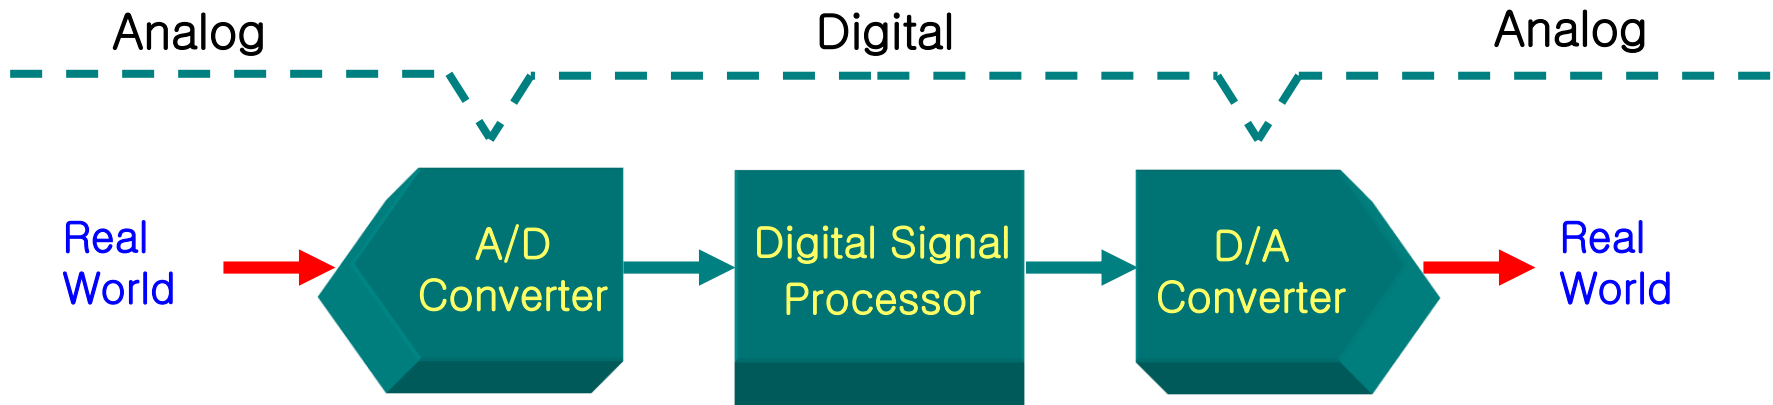 Analog
Digital
Analog
Real
World
A/D
Converter
Digital Signal
Processor
D/A
Converter
Real
World